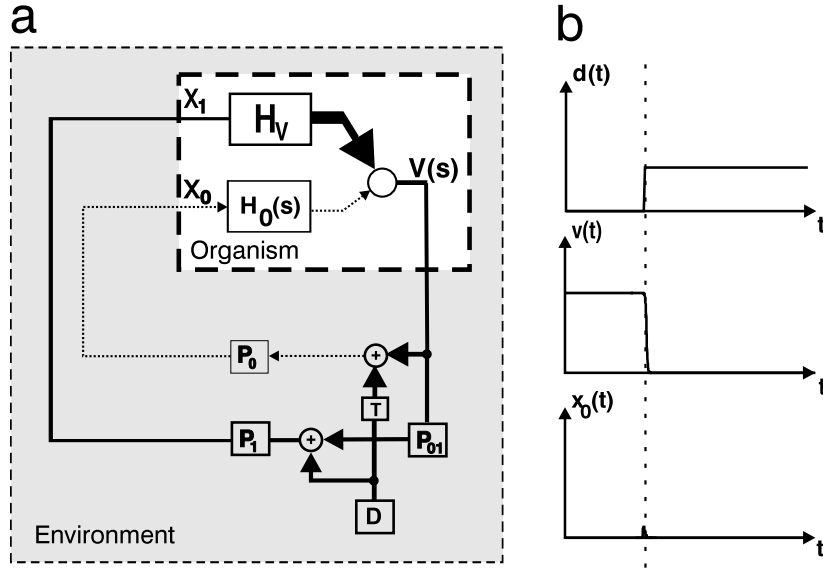 a
X1
HV
V(s)
X0
H0(s)
Organism
P0
+
T
P1
+
P01
D
Environment
b
d(t)
t
v(t)
t
x0(t)
t